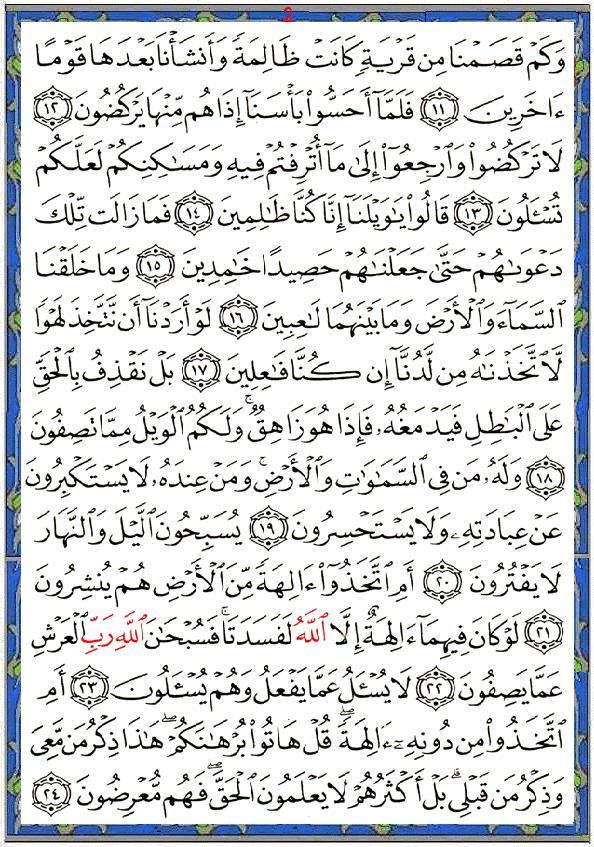 2
وَكَمْ قَصَمْنَا مِن قَرْيَةٍ كَانَتْ ظَالِمَةً وَأَنشَأْنَا بَعْدَهَا قَوْمًا
ءَاخَرِينَ ١١ فَلَمَّآ أَحَسُّوا۟ بَأْسَنَآ إِذَا هُم مِّنْهَا يَرْكُضُونَ ١٢
لَا تَرْكُضُوا۟ وَٱرْجِعُوٓا۟ إِلَىٰ مَآ أُتْرِفْتُمْ فِيهِ وَمَسَٰكِنِكُمْ لَعَلَّكُمْ
تُسْـَٔلُونَ ١٣ قَالُوا۟ يَٰوَيْلَنَآ إِنَّا كُنَّا ظَٰلِمِينَ ١٤ فَمَا زَالَت تِّلْكَ
دَعْوَىٰهُمْ حَتَّىٰ جَعَلْنَٰهُمْ حَصِيدًا خَٰمِدِينَ ١٥ وَمَا خَلَقْنَا
ٱلسَّمَآءَ وَٱلْأَرْضَ وَمَا بَيْنَهُمَا لَٰعِبِينَ ١٦ لَوْ أَرَدْنَآ أَن نَّتَّخِذَ لَهْوًا
لَّٱتَّخَذْنَٰهُ مِن لَّدُنَّآ إِن كُنَّا فَٰعِلِينَ ١٧ بَلْ نَقْذِفُ بِٱلْحَقِّ
عَلَى ٱلْبَٰطِلِ فَيَدْمَغُهُۥ فَإِذَا هُوَ زَاهِقٌ ۚ وَلَكُمُ ٱلْوَيْلُ مِمَّا تَصِفُونَ
١٨ وَلَهُۥ مَن فِى ٱلسَّمَٰوَٰتِ وَٱلْأَرْضِ ۚ وَمَنْ عِندَهُۥ لَا يَسْتَكْبِرُونَ
عَنْ عِبَادَتِهِۦ وَلَا يَسْتَحْسِرُونَ ١٩ يُسَبِّحُونَ ٱلَّيْلَ وَٱلنَّهَارَ
لَا يَفْتُرُونَ ٢٠ أَمِ ٱتَّخَذُوٓا۟ ءَالِهَةً مِّنَ ٱلْأَرْضِ هُمْ يُنشِرُونَ
٢١ لَوْ كَانَ فِيهِمَآ ءَالِهَةٌ إِلَّا ٱللَّهُ لَفَسَدَتَا ۚ فَسُبْحَٰنَ ٱللَّهِ رَبِّ ٱلْعَرْشِ
عَمَّا يَصِفُونَ ٢٢ لَا يُسْـَٔلُ عَمَّا يَفْعَلُ وَهُمْ يُسْـَٔلُونَ ٢٣ أَمِ
ٱتَّخَذُوا۟ مِن دُونِهِۦٓ ءَالِهَةً ۖ قُلْ هَاتُوا۟ بُرْهَٰنَكُمْ ۖ هَٰذَا ذِكْرُ مَن مَّعِىَ
وَذِكْرُ مَن قَبْلِى ۗ بَلْ أَكْثَرُهُمْ لَا يَعْلَمُونَ ٱلْحَقَّ ۖ فَهُم مُّعْرِضُونَ ٢٤